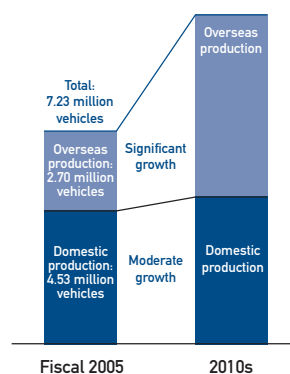 Overseas
production
Total:
7.23 million
vehicles
Overseas
production:
2.70 million
vehicles
Significant
growth
Domestic
production:
4.53 million
vehicles
Moderate
growth
Domestic
production
Fiscal 2005
2010s